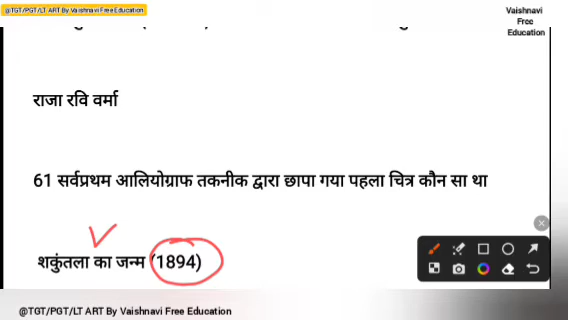 @TGT/PGT/LT ART By Vaishnavi Free Education
Vaishnavi
Free
Education
राजा रवि वर्मा
61 सर्वप्रथम आलियोग्राफ तकनीक द्वारा छापा गया पहला चित्र कौन सा था
शकुंतला का जन्म (1894)
@TGT/PGT/LT ART By Vaishnavi Free Education